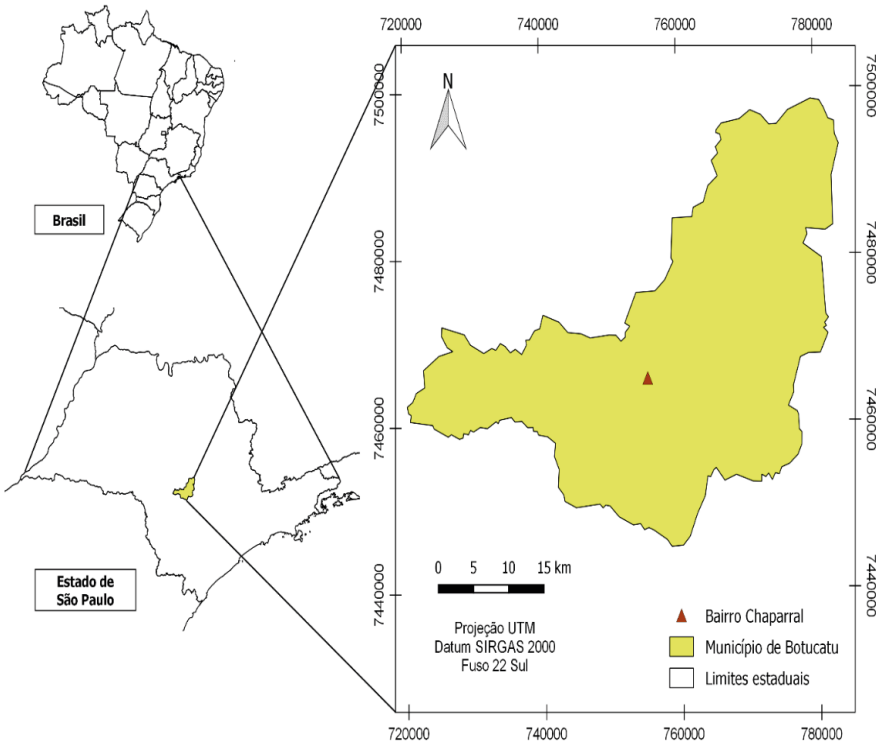 720000
740000
760000
780000
N
7500000
7480000
7460000
7440000
7500000
7480000
7460000
7440000
Brasil
Estado de
São Paulo
0 5 10 15 km
Projeção UTM
Datum SIRGAS 2000
Fuso 22 Sul
Bairro Chaparral
Município de Botucatu
Limites estaduais
720000
740000
760000
780000